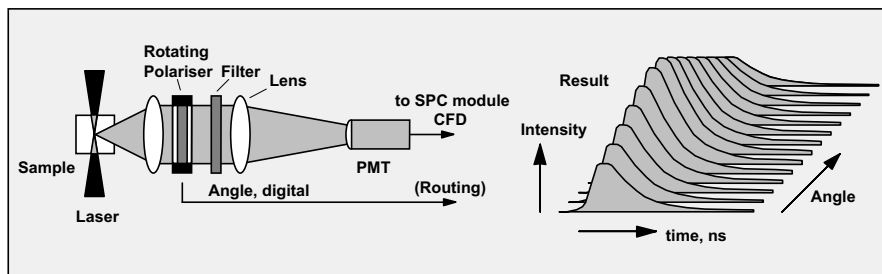 Rotating
Polariser
Filter
Lens
Sample
Laser
Angle, digital
(Routing)
PMT
to SPC module
CFD
Result
Intensity
time, ns
Angle